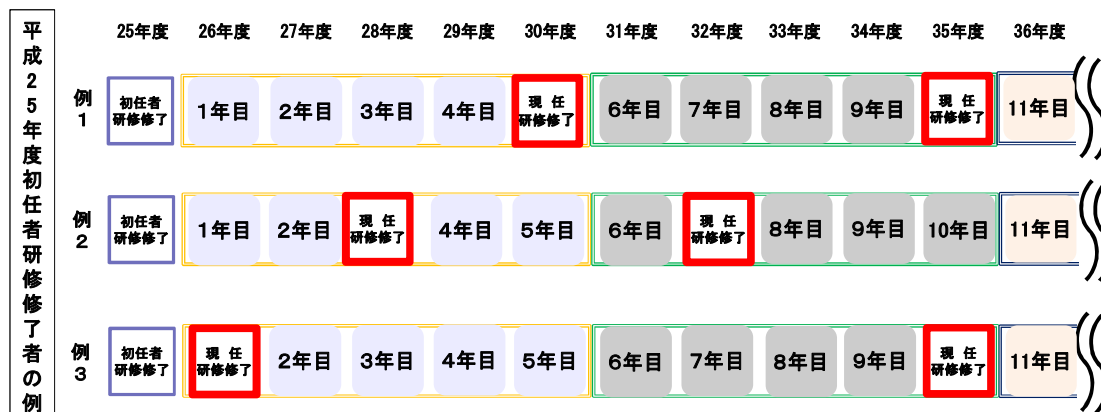 平成25年度初任者研修修了者の例
25年度 26年度 27年度 28年度 29年度 30年度 31年度 32年度 33年度 34年度 35年度 36年度
例1
初任者
研修修了
1年目 2年目 3年目 4年目
現 任
研修修了
6年目 7年目 8年目 9年目
現 任
研修修了
11年目
例2
初任者
研修修了
1年目 2年目
現 任
研修修了
4年目 5年目 6年目
現 任
研修修了
8年目 9年目 10年目 11年目
例3
初任者
研修修了
現 任
研修修了
2年目 3年目 4年目 5年目 6年目 7年目 8年目 9年目
現 任
研修修了
11年目